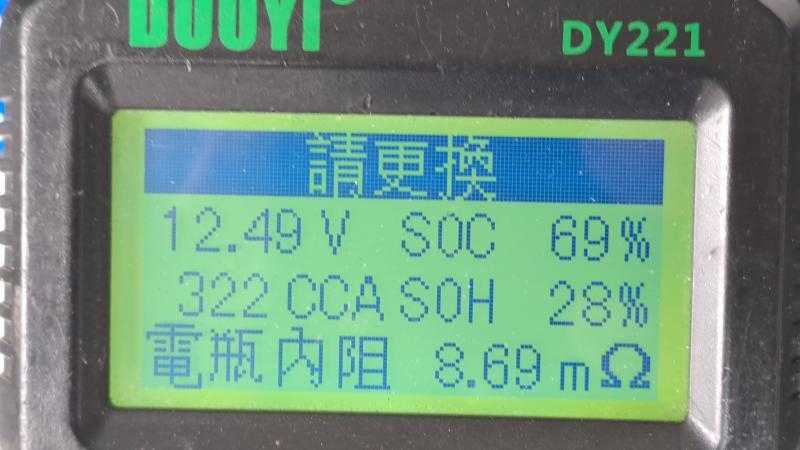 DUOYI®
DY221
請更換
12.49 V SOC 69%
322 CCA SOH 28%
電瓶內阻 8.69 mΩ